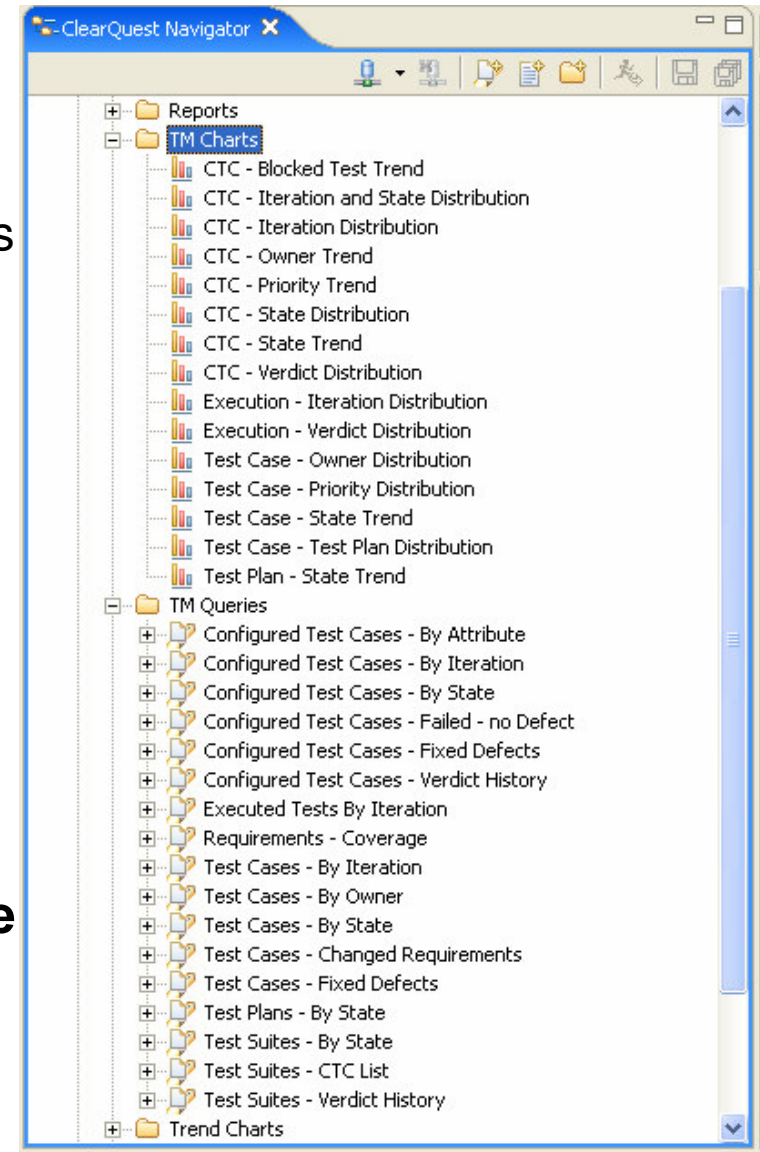 ClearQuest Navigator
Reports
TM Charts
CTC - Blocked Test Trend
CTC - Iteration and State Distribution
s
CTC - Iteration Distribution
CTC - Owner Trend
CTC - Priority Trend
CTC - State Distribution
CTC - State Trend
CTC - Verdict Distribution
Execution - Iteration Distribution
Execution - Verdict Distribution
Test Case - Owner Distribution
Test Case - Priority Distribution
Test Case - State Trend
Test Case - Test Plan Distribution
Test Plan - State Trend
TM Queries
Configured Test Cases - By Attribute
Configured Test Cases - By Iteration
Configured Test Cases - By State
Configured Test Cases - Failed - no Defect
Configured Test Cases - Fixed Defects
Configured Test Cases - Verdict History
Executed Tests By Iteration
Requirements - Coverage
Test Cases - By Iteration
Test Cases - By Owner
e
Test Cases - By State
Test Cases - Changed Requirements
Test Cases - Fixed Defects
Test Plans - By State
Test Suites - By State
Test Suites - CTC List
Test Suites - Verdict History
Trend Charts